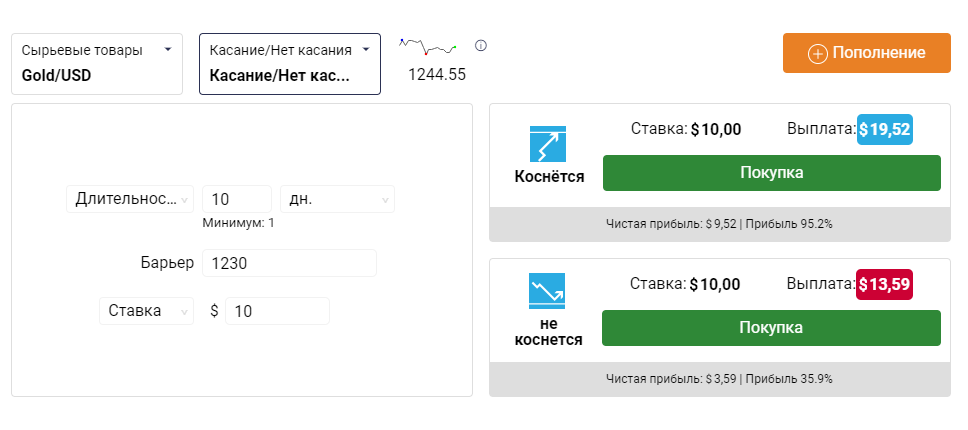 Сырьевые товары
Gold/USD
Касание/Нет касания
Касание/Нет кас...
1244.55
Пополнение
Длительнос...
10
дн.
Минимум: 1
Барьер
1230
Ставка
$
10
Ставка: $10,00
Выплата: $19,52
Коснётся
Покупка
Чистая прибыль: $ 9,52 | Прибыль 95.2%
Ставка: $10,00
Выплата: $13,59
не
коснется
Покупка
Чистая прибыль: $ 3,59 | Прибыль 35.9%